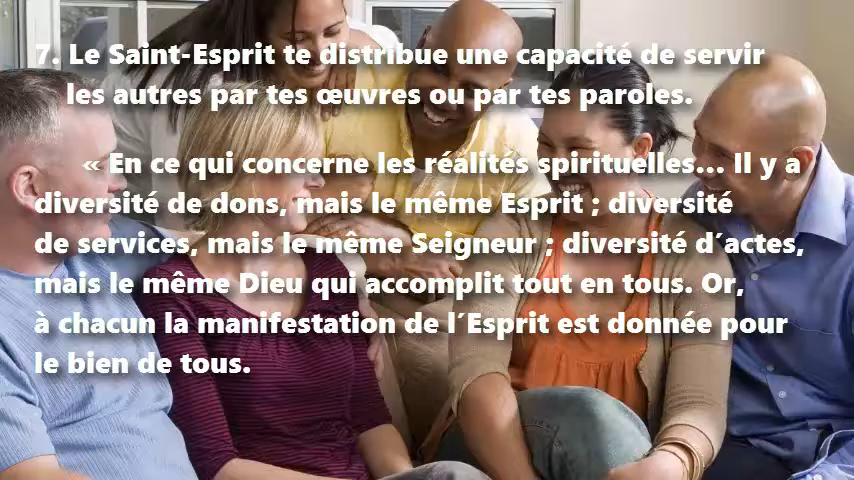 7. Le Saint-Esprit te distribue une capacité de servir
les autres par tes œuvres ou par tes paroles.
« En ce qui concerne les réalités spirituelles... Il y a
diversité de dons, mais le même Esprit ; diversité
de services, mais le même Seigneur ; diversité d´actes,
mais le même Dieu qui accomplit tout en tous. Or,
à chacun la manifestation de l´Esprit est donnée pour
le bien de tous.